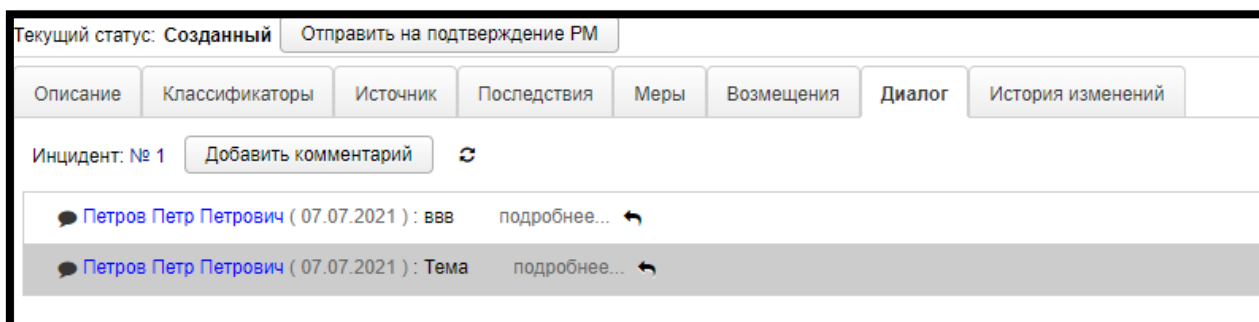 Текущий статус: Созданный Отправить на подтверждение РМ
Описание Классификаторы Источник Последствия Меры Возмещения Диалог История изменений
Инцидент: № 1 Добавить комментарий
Петров Петр Петрович ( 07.07.2021 ) : ввв подробнее...
Петров Петр Петрович ( 07.07.2021 ) : Тема подробнее...